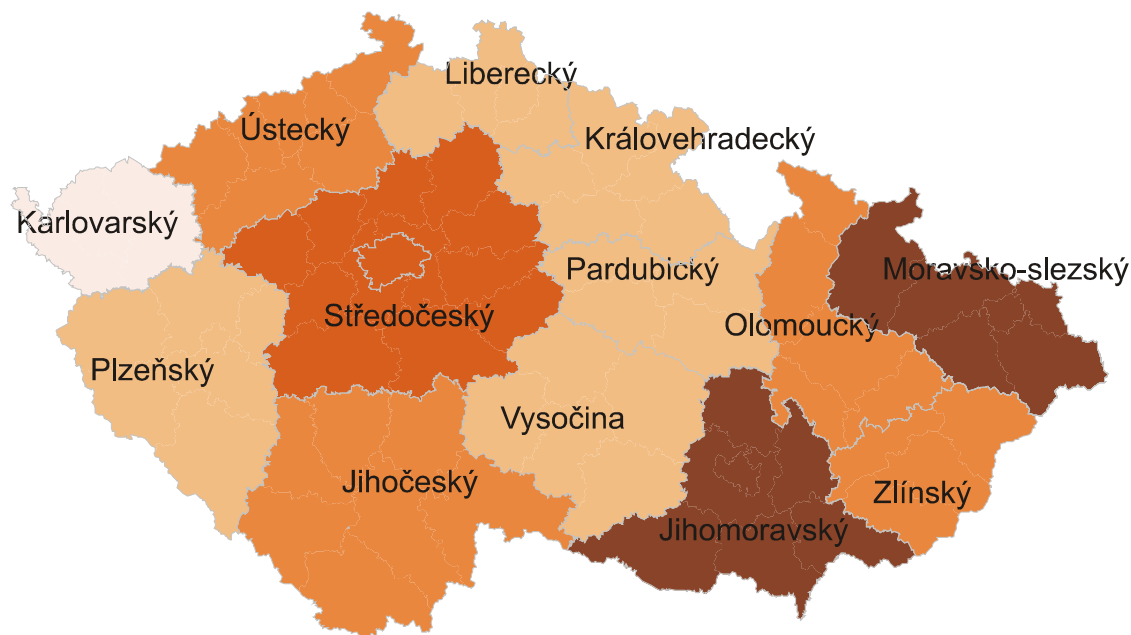 Liberecký
Ústecký
Královehradecký
Karlovarský
Moravsko-slezský
Pardubický
Středočeský
Olomoucký
Plzeňský
Vysočina
Jihočeský
Zlínský
Jihomoravský